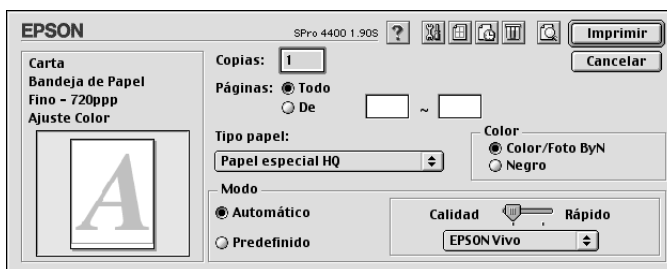 EPSON
SPro 4400 1.90S
?
Imprimir
Carta
Bandeja de Papel
Fino - 720ppp
Ajuste Color
A
Copias: 1
Cancelar
Páginas: Todo
De ~
Tipo papel:
Papel especial HQ
Color
Color/Foto ByN
Negro
Modo
Automático
Predefinido
Calidad Rápido
EPSON Vivo